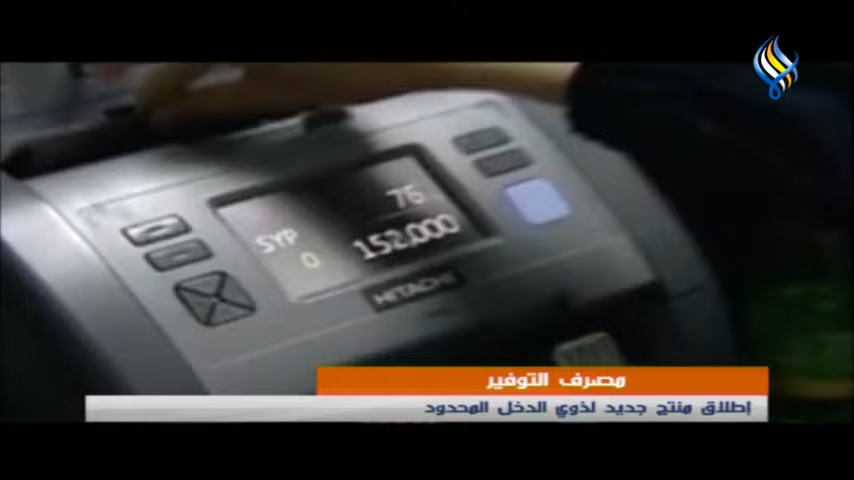 76
SYP
152,000
0
HITACHI
مصرف التوفير
إطلاق منتج جديد لذوي الدخل المحدود